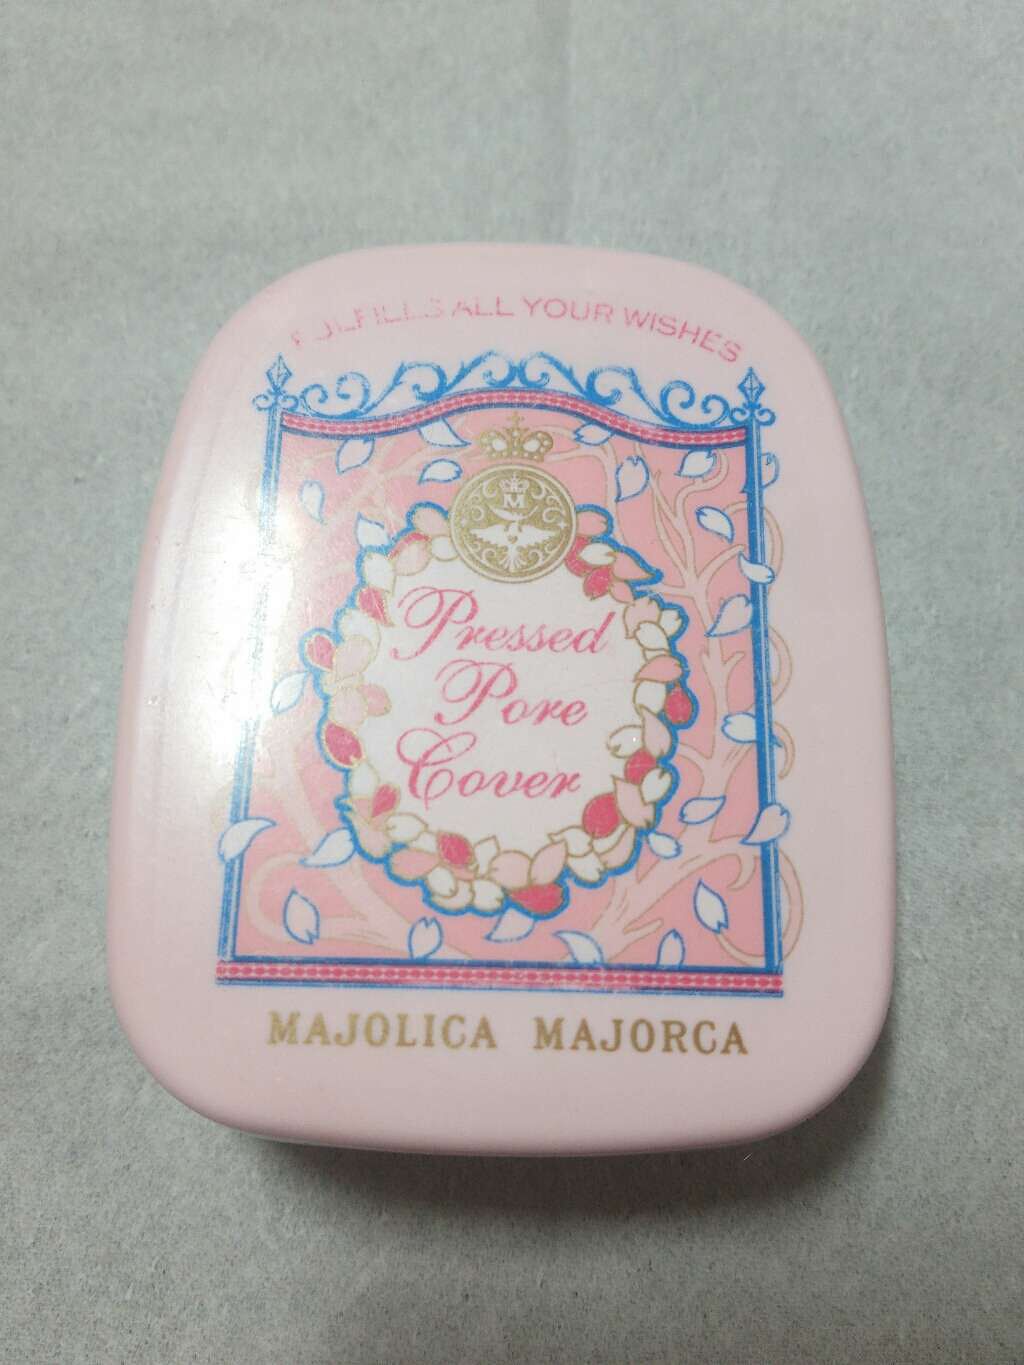 FULFILLS ALL YOUR WISHES
M
Pressed
Pore
Cover
MAJOLICA MAJORCA